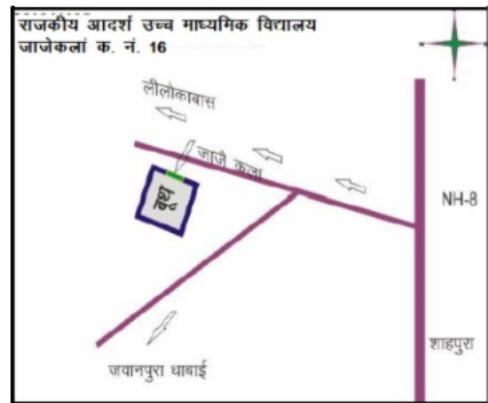 राजकीय आदर्श उच्च माध्यमिक विद्यालय
जाजेकलां क. नं. 16
लीलोकाबास
जाजै कला
बूथ
NH-8
शाहपुरा
जवानपुरा धाबाई